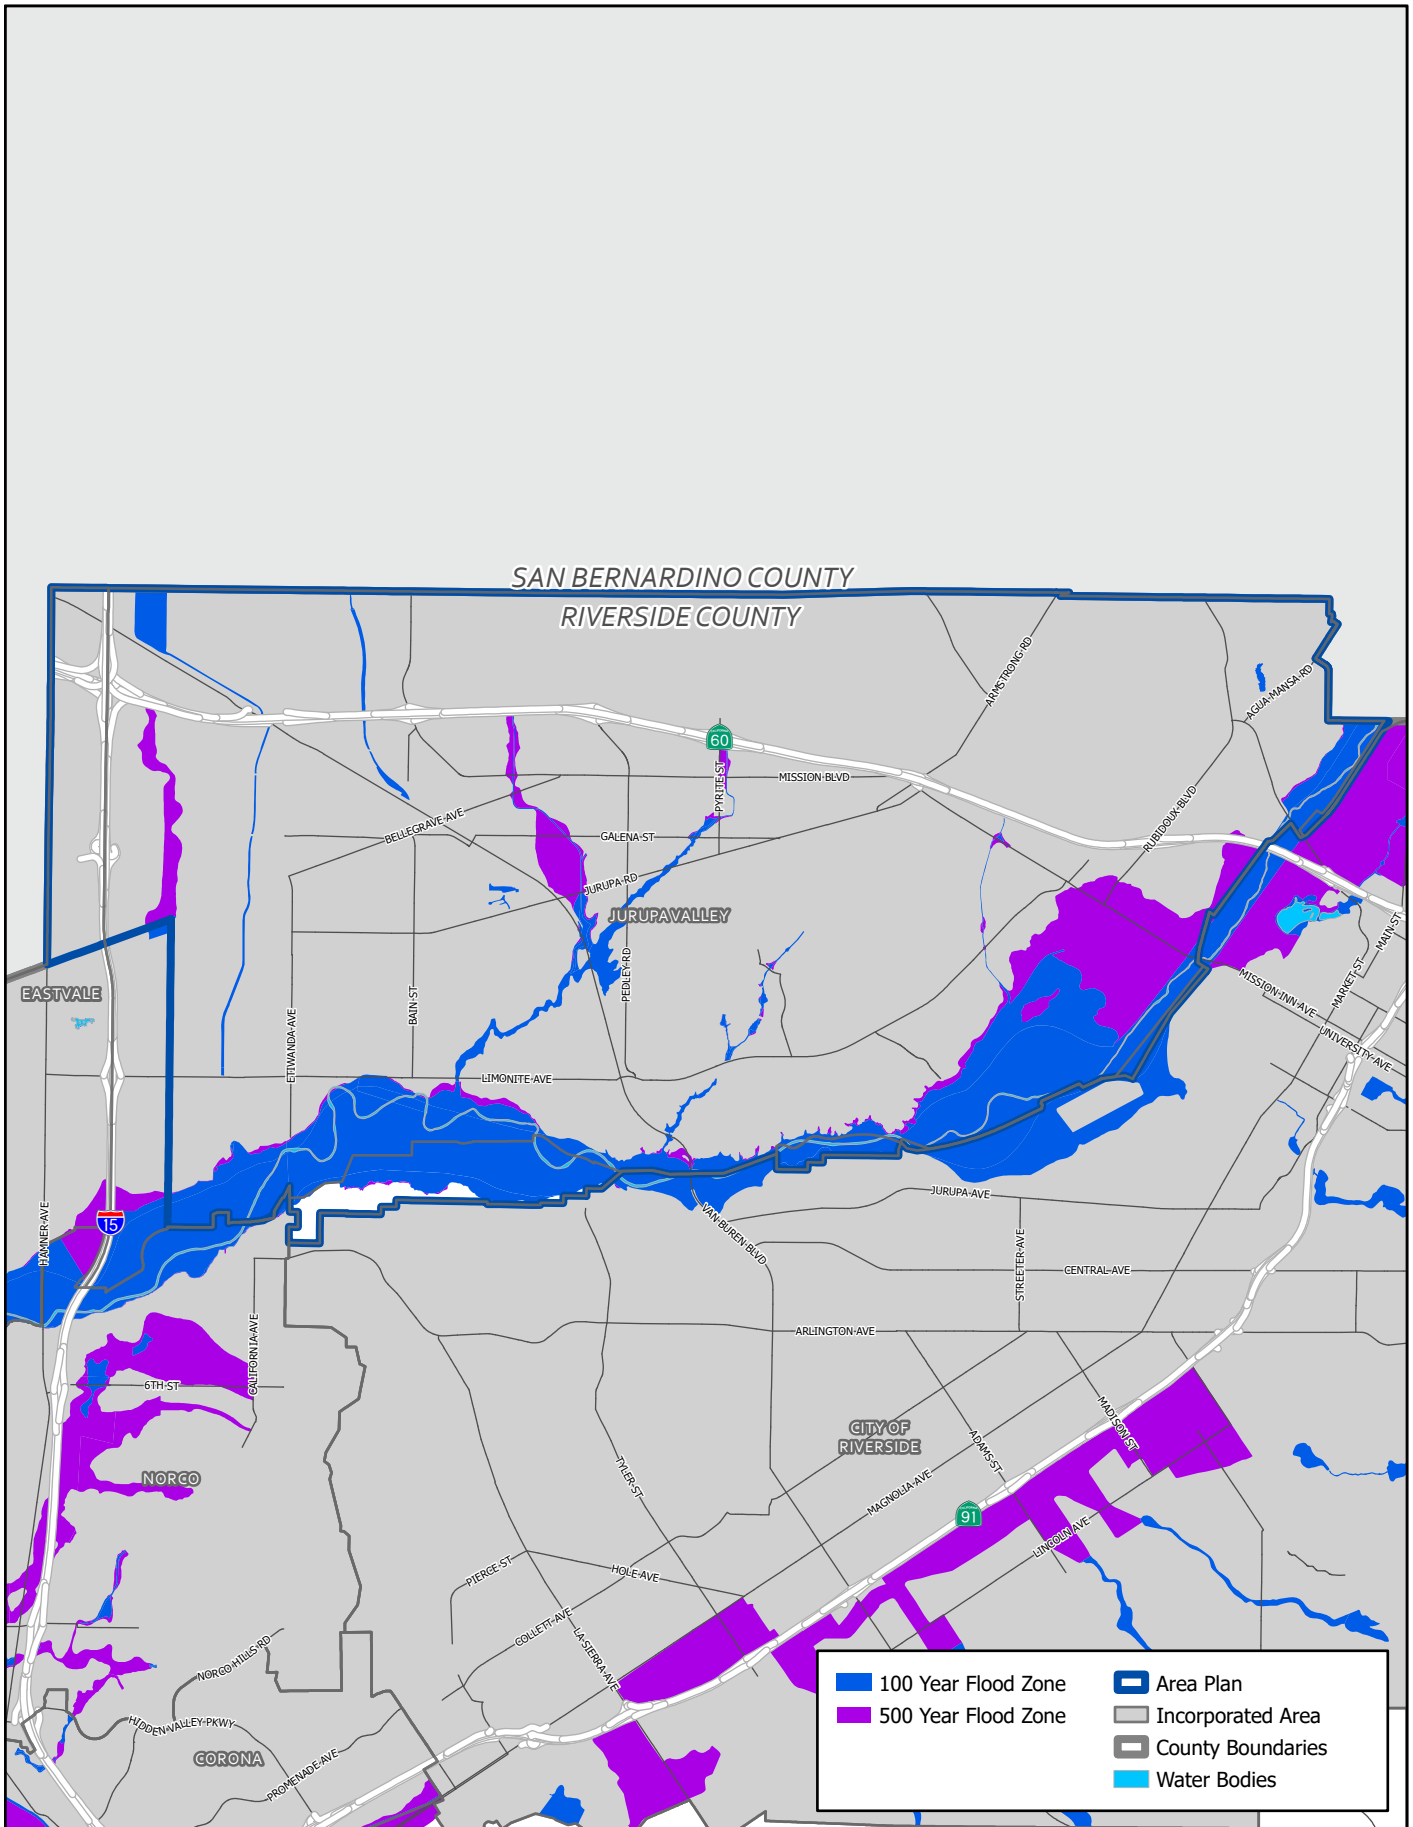 SAN BERNARDINO COUNTY
RIVERSIDE COUNTY
ARMSTRONG RD
AGUA MANSA RD
60
PYRITE ST
MISSION BLVD
RUBIDOUX BLVD
BELLEGRAVE AVE
GALENA ST
JURUPA RD
JURUPA VALLEY
MAIN ST
MARKET ST
PEDLEY RD
EASTVALE
BAIN ST
ETIWANDA AVE
MISSION INN AVE
UNIVERSITY AVE
LIMONITE AVE
JURUPA AVE
HAMNER AVE
15
VAN BUREN BLVD
STREETER AVE
CENTRAL AVE
CALIFORNIA AVE
ARLINGTON AVE
6TH ST
MADISON ST
CITY OF
RIVERSIDE
ADAMS ST
NORCO
TYLER ST
MAGNOLIA AVE
CALIFORNIA
91
LINCOLN AVE
PIERCE ST
HOLE AVE
COLLETT AVE
LA SIERRA AVE
NORCO HILLS RD
HIDDEN VALLEY PKWY
CORONA
PROMENADE AVE
100 Year Flood Zone
500 Year Flood Zone
Area Plan
Incorporated Area
County Boundaries
Water Bodies